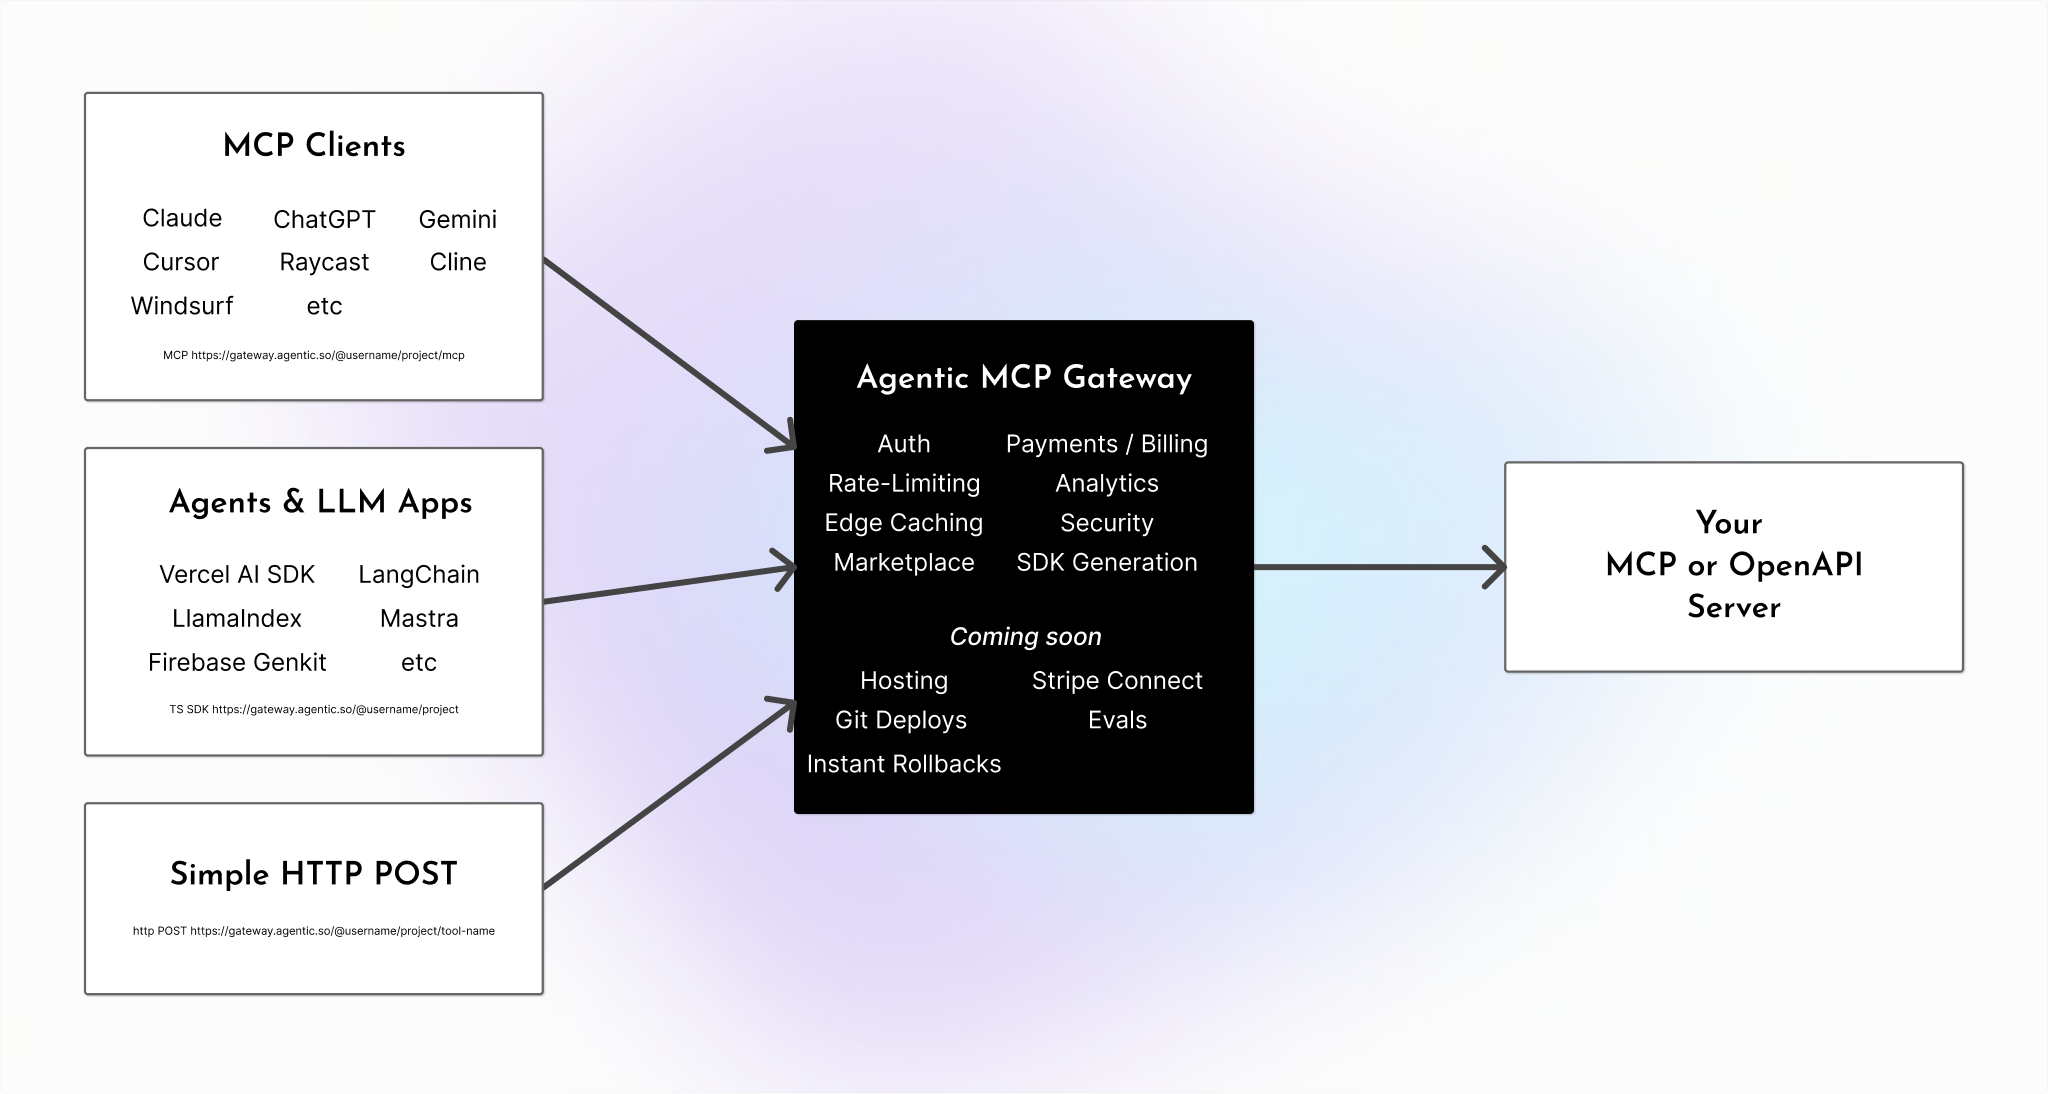 MCP Clients
Claude ChatGPT Gemini
Cursor Raycast Cline
Windsurf etc
MCP https://gateway.agentic.so/@username/project/mcp
Agents & LLM Apps
Vercel AI SDK LangChain
LlamaIndex Mastra
Firebase Genkit etc
TS SDK https://gateway.agentic.so/@username/project
Simple HTTP POST
http POST https://gateway.agentic.so/@username/project/tool-name
Agentic MCP Gateway
Auth Payments / Billing
Rate-Limiting Analytics
Edge Caching Security
Marketplace SDK Generation
Coming soon
Hosting Stripe Connect
Git Deploys Evals
Instant Rollbacks
Your
MCP or OpenAPI
Server